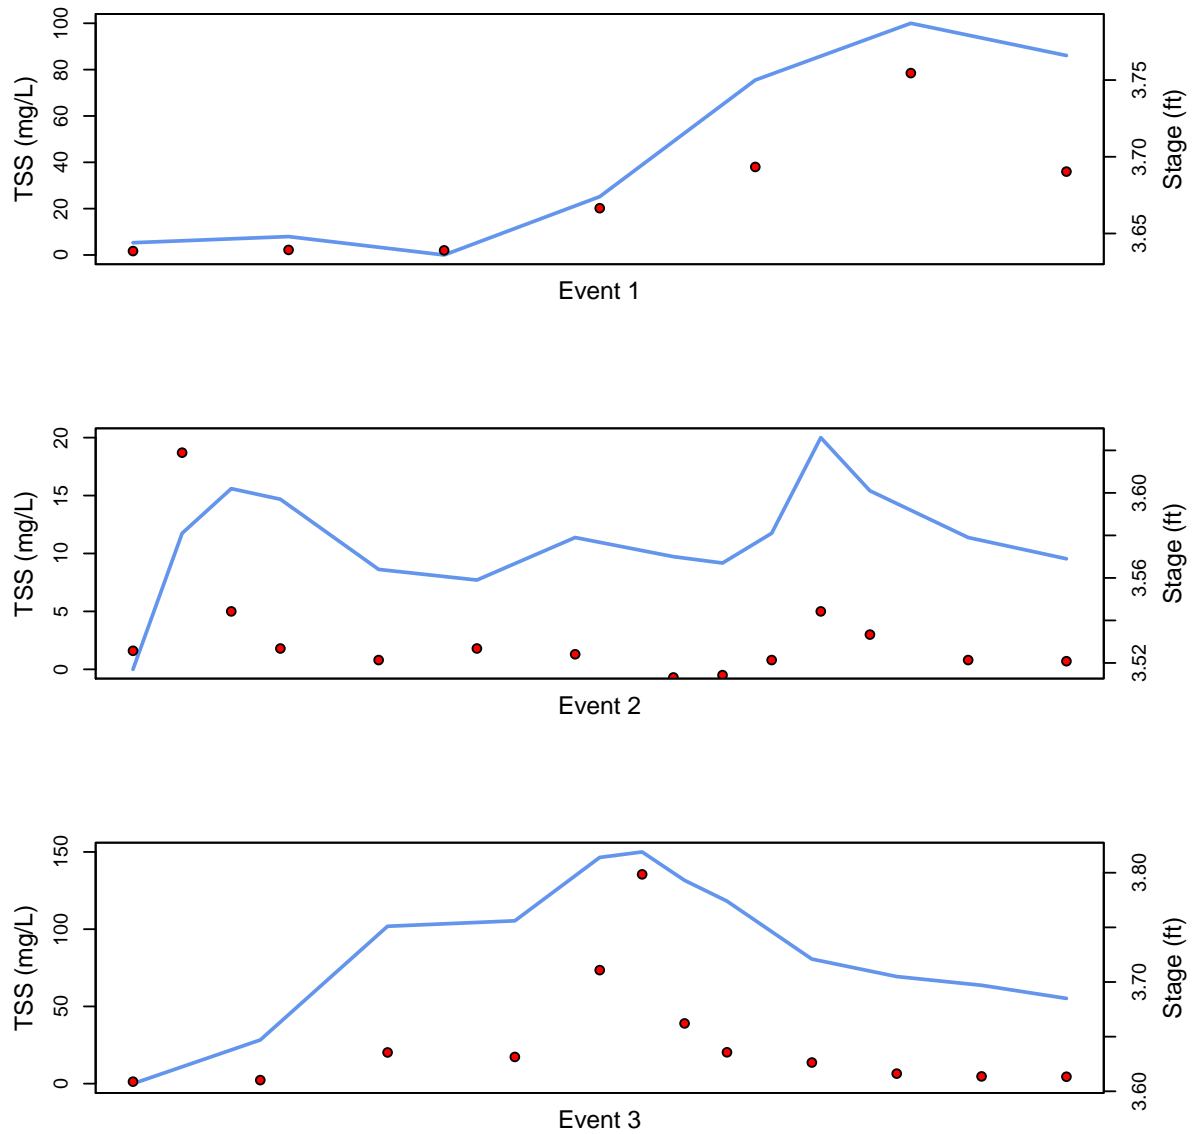 TSS (mg/L)
0 20 40 60 80 100
3.65 3.70 3.75
Stage (ft)
Event 1
TSS (mg/L)
0 5 10 15 20
3.52 3.56 3.60
Stage (ft)
Event 2
TSS (mg/L)
0 50 100 150
3.60 3.70 3.80
Stage (ft)
Event 3